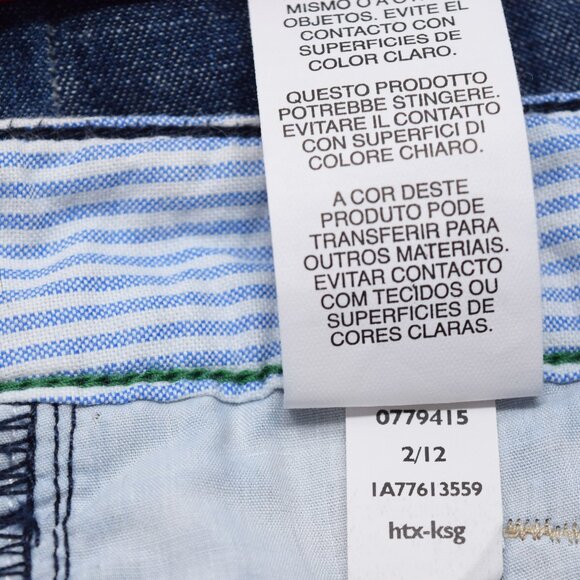 MISMO O A OTROS
OBJETOS. EVITE EL
CONTACTO CON
SUPERFICIES DE
COLOR CLARO.
QUESTO PRODOTTO
POTREBBE STINGERE.
EVITARE IL CONTATTO
CON SUPERFICI DI
COLORE CHIARO.
A COR DESTE
PRODUTO PODE
TRANSFERIR PARA
OUTROS MATERIAIS.
EVITAR CONTACTO
COM TECIDOS OU
SUPERFICIES DE
CORES CLARAS.
0779415
2/12
1A77613559
htx-ksg